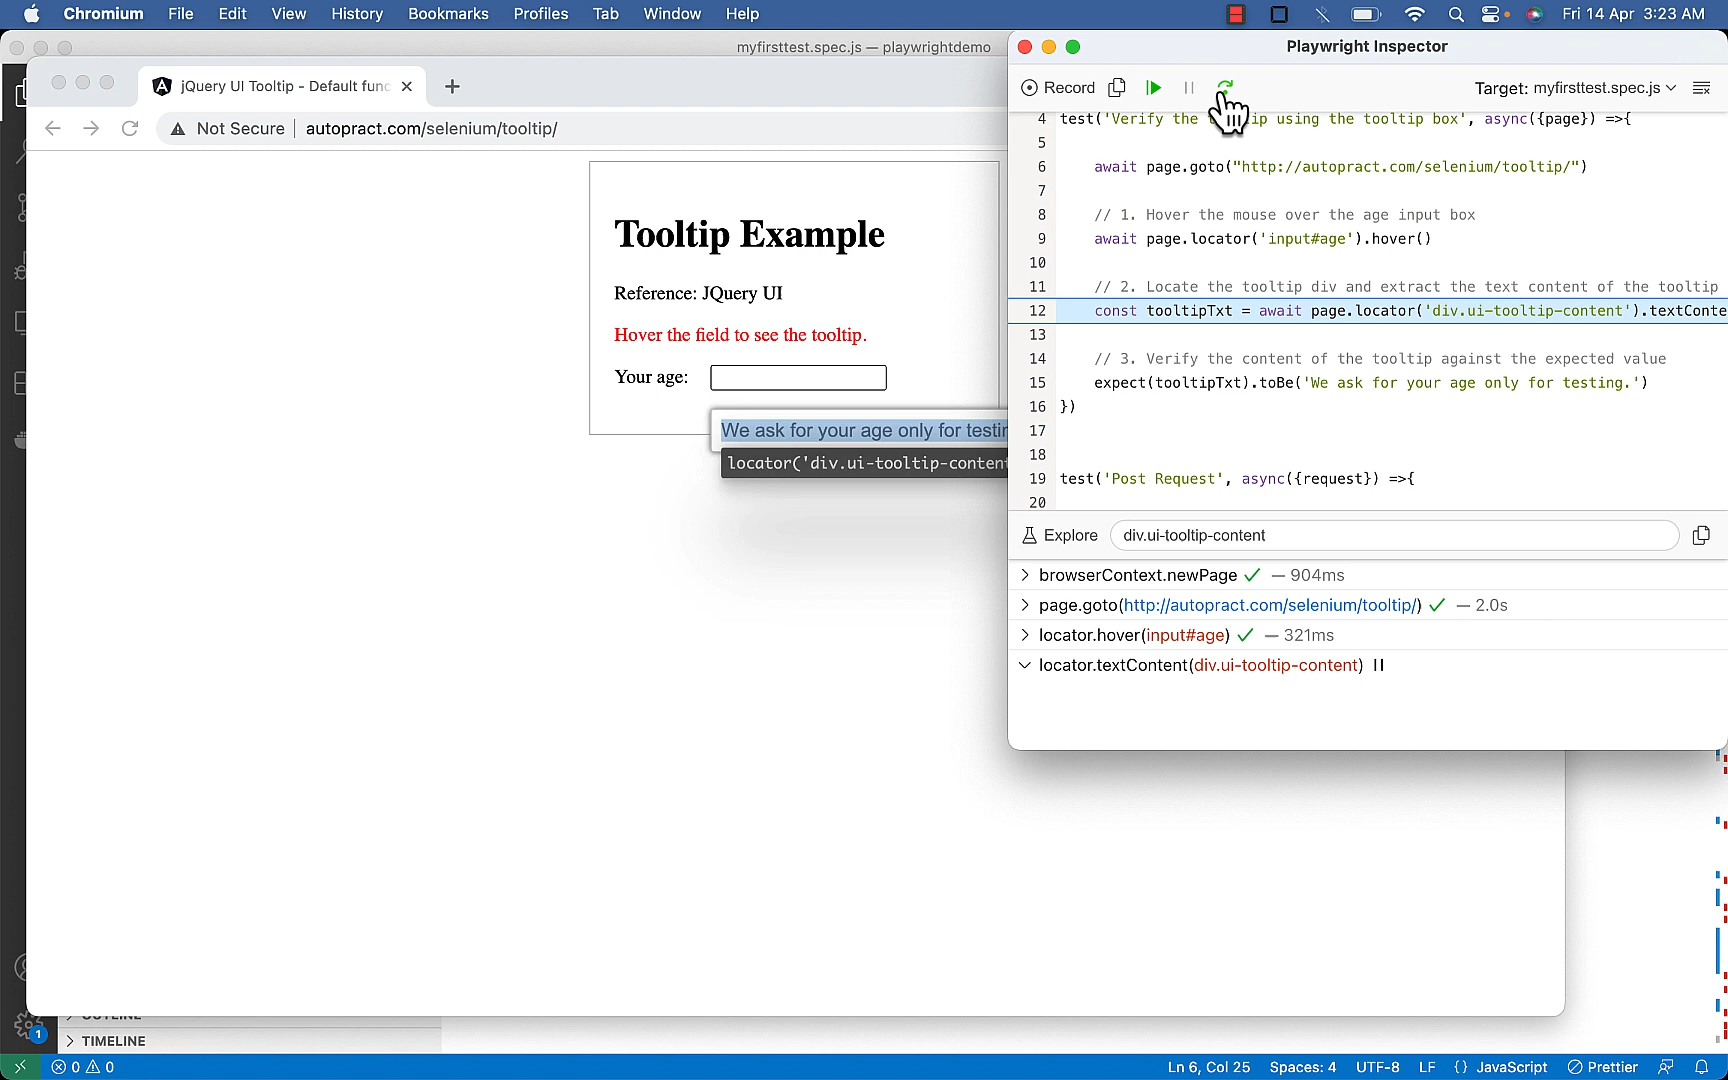 Chromium File Edit View History Bookmarks Profiles Tab Window Help Fri 14 Apr 3:23 AM
myfirsttest.spec.js — playwrightdemo
Playwright Inspector
jQuery UI Tooltip - Default func
Record
Target: myfirsttest.spec.js
Not Secure autopract.com/selenium/tooltip/
4 test('Verify the ip using the tooltip box', async({page}) =>{
5
6 await page.goto("http://autopract.com/selenium/tooltip/")
7
8 // 1. Hover the mouse over the age input box
9 await page.locator('input#age').hover()
10
11 // 2. Locate the tooltip div and extract the text content of the tooltip
12 const tooltipTxt = await page.locator('div.ui-tooltip-content').textConte
13
14 // 3. Verify the content of the tooltip against the expected value
15 expect(tooltipTxt).toBe('We ask for your age only for testing.')
16 })
17
18
19 test('Post Request', async({request}) =>{
20
Tooltip Example
Reference: JQuery UI
Hover the field to see the tooltip.
Your age:
We ask for your age only for testin
locator('div.ui-tooltip-content
Explore div.ui-tooltip-content
browserContext.newPage ✓ — 904ms
page.goto(http://autopract.com/selenium/tooltip/) ✓ — 2.0s
locator.hover(input#age) ✓ — 321ms
locator.textContent(div.ui-tooltip-content)
OUTLINE
1
TIMELINE
0 0
Ln 6, Col 25 Spaces: 4 UTF-8 LF {} JavaScript Prettier